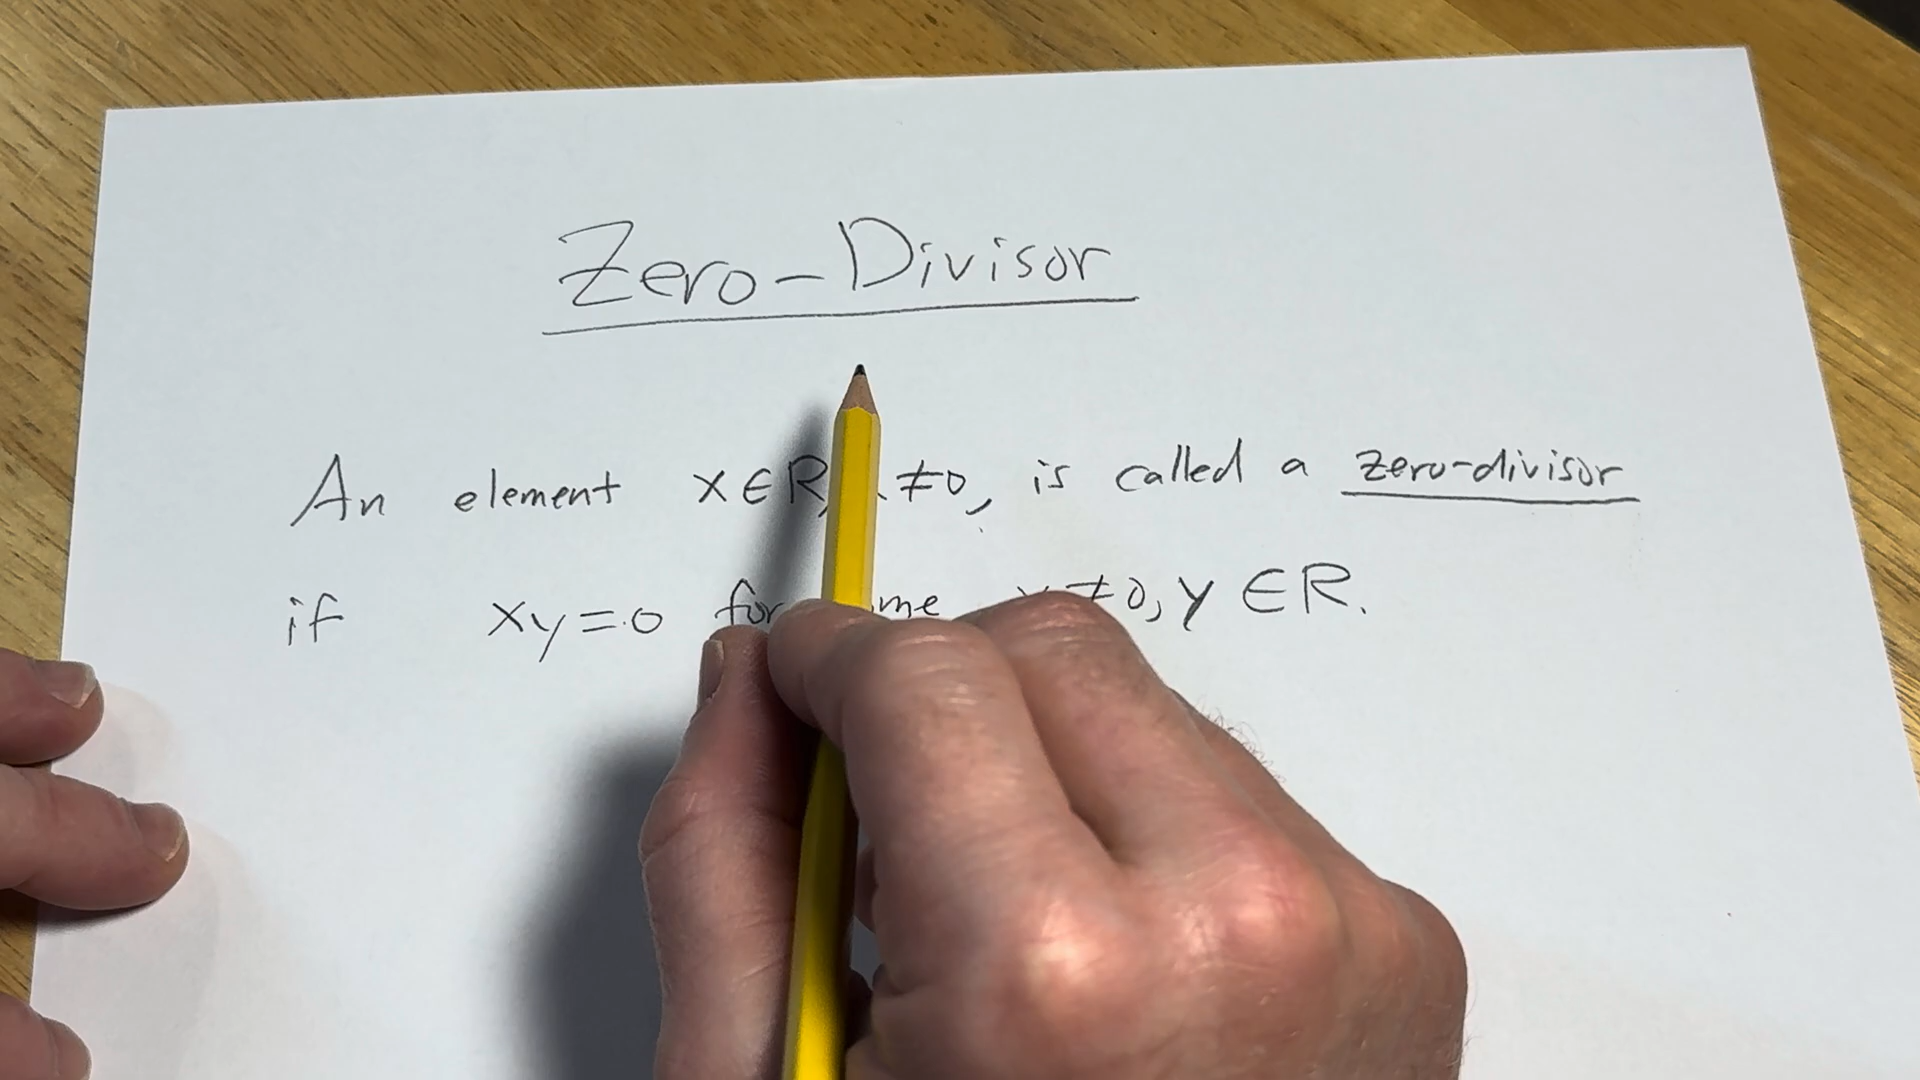 Zero-Divisor
An element x∈R, ≠0, is called a zero-divisor
if xy=0 for ≠0, y∈R.